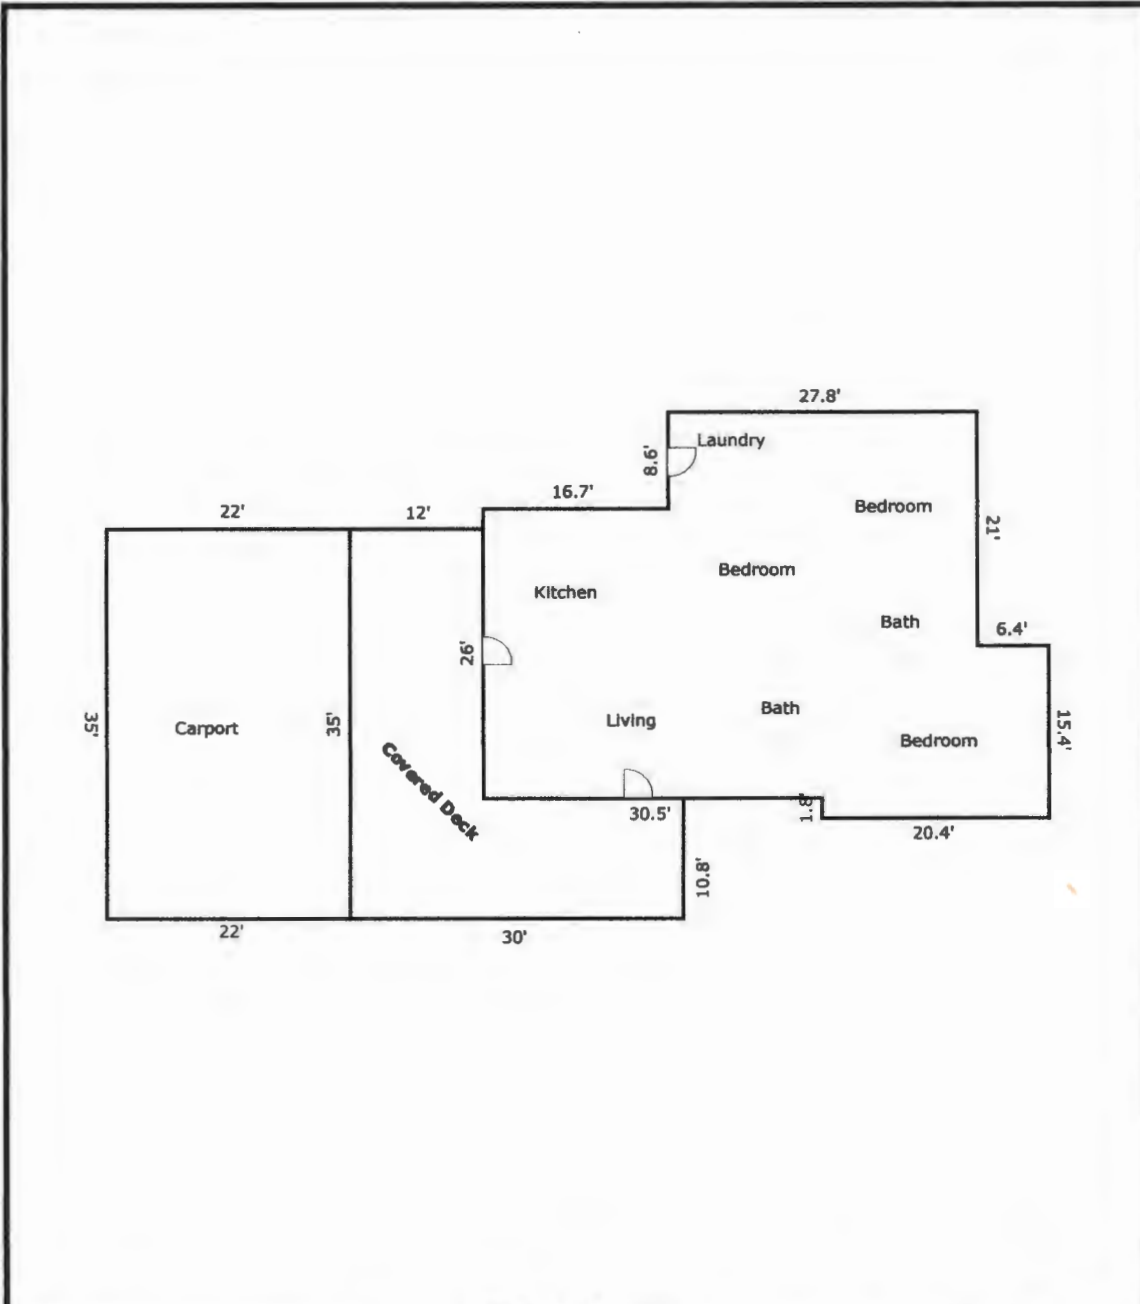 27.8'
Laundry
8.6'
16.7'
Bedroom
22'
12'
21'
Bedroom
Kitchen
Bath
6.4'
26'
Bath
Living
35'
Carport
35'
15.4'
Bedroom
Covered Deck
1.8'
30.5'
20.4'
10.8'
22'
30'